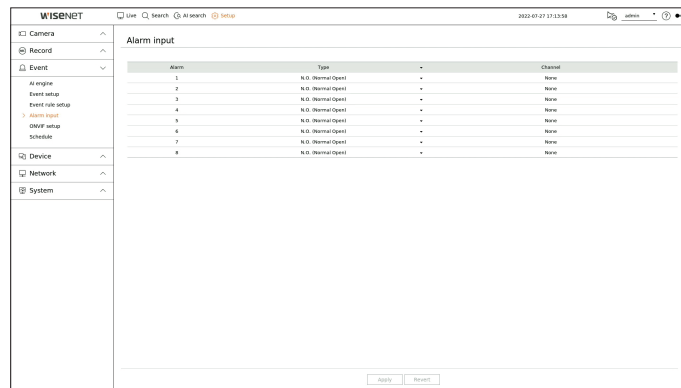 WISENET
Live Search AI search Setup 2022-07-27 17:13:58 admin ?
Camera
Record
Event
AI engine
Event setup
Event rule setup
> Alarm input
ONVIF setup
Schedule
Device
Network
System
Alarm input
Alarm Type Channel
1 N.O. (Normal Open) None
2 N.O. (Normal Open) None
3 N.O. (Normal Open) None
4 N.O. (Normal Open) None
5 N.O. (Normal Open) None
6 N.O. (Normal Open) None
7 N.O. (Normal Open) None
8 N.O. (Normal Open) None
Apply Revert